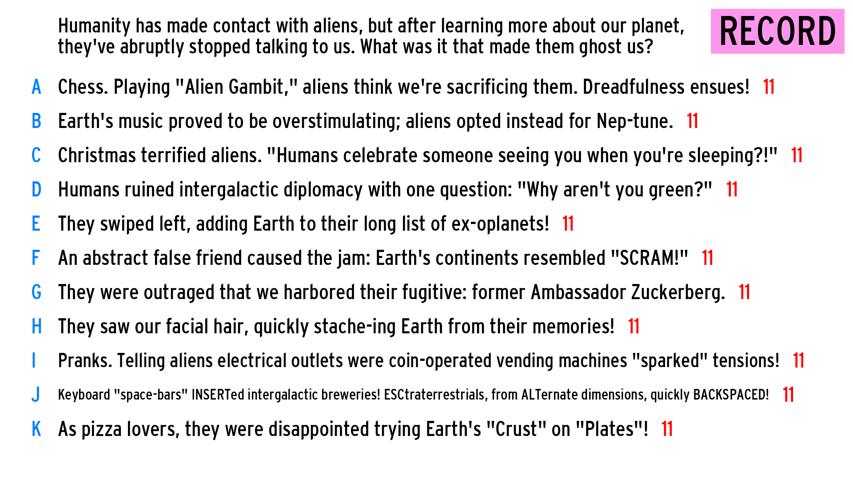 Humanity has made contact with aliens, but after learning more about our planet,
they've abruptly stopped talking to us. What was it that made them ghost us?
RECORD
A Chess. Playing "Alien Gambit," aliens think we're sacrificing them. Dreadfulness ensues! 11
B Earth's music proved to be overstimulating; aliens opted instead for Nep-tune. 11
C Christmas terrified aliens. "Humans celebrate someone seeing you when you're sleeping?!" 11
D Humans ruined intergalactic diplomacy with one question: "Why aren't you green?" 11
E They swiped left, adding Earth to their long list of ex-oplanets! 11
F An abstract false friend caused the jam: Earth's continents resembled "SCRAM!" 11
G They were outraged that we harbored their fugitive: former Ambassador Zuckerberg. 11
H They saw our facial hair, quickly stache-ing Earth from their memories! 11
I Pranks. Telling aliens electrical outlets were coin-operated vending machines "sparked" tensions! 11
J Keyboard "space-bars" INSERTed intergalactic breweries! ESCtraterrestrials, from ALTernate dimensions, quickly BACKSPACED! 11
K As pizza lovers, they were disappointed trying Earth's "Crust" on "Plates"! 11